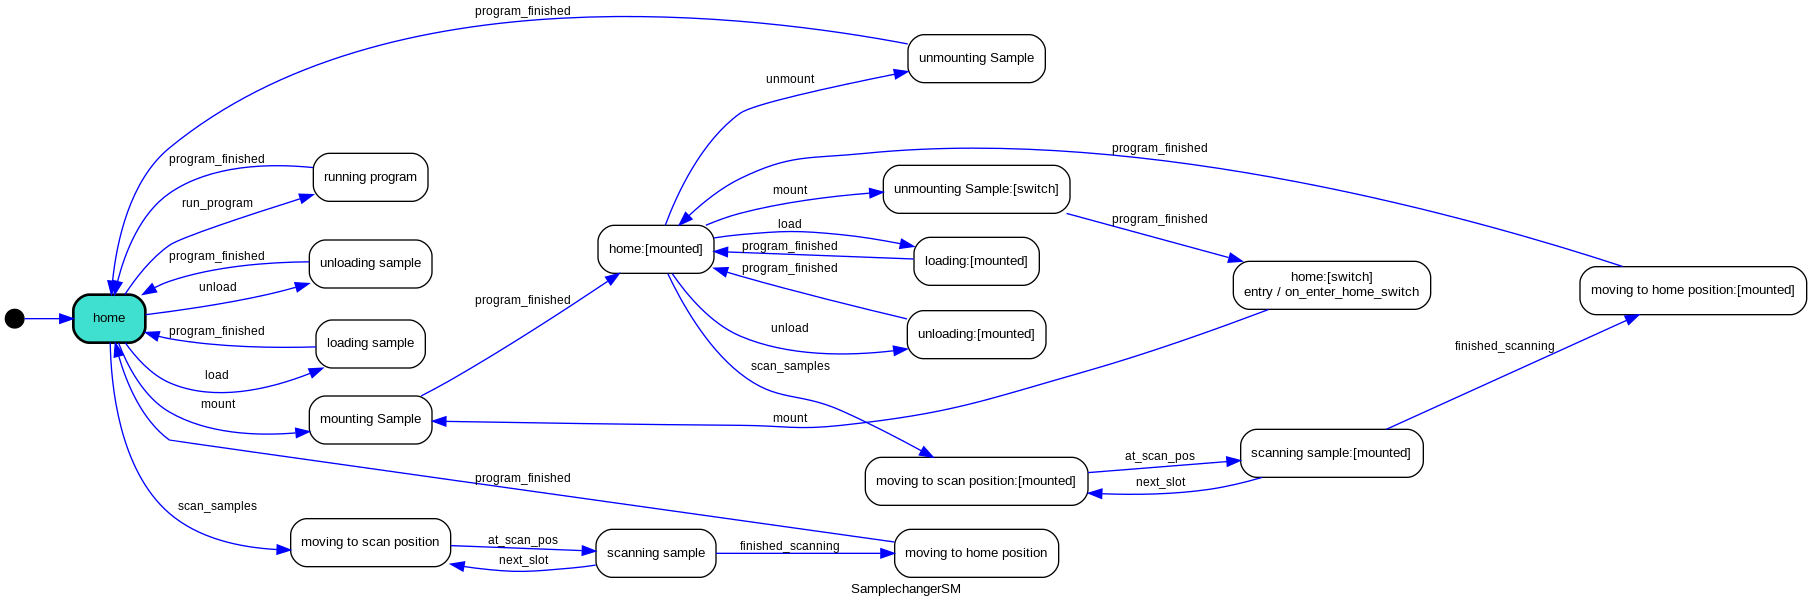 program_finished
unmounting Sample
unmount
program_finished
program_finished
running program
mount
unmounting Sample:[switch]
run_program
program_finished
load
home:[mounted]
program_finished
loading:[mounted]
program_finished
unloading sample
program_finished
home:[switch]
entry / on_enter_home_switch
moving to home position:[mounted]
unload
program_finished
home
program_finished
loading sample
unload
unloading:[mounted]
finished_scanning
scan_samples
load
mount
mounting Sample
mount
at_scan_pos
scanning sample:[mounted]
program_finished
moving to scan position:[mounted]
next_slot
scan_samples
moving to scan position
at_scan_pos
next_slot
scanning sample
finished_scanning
moving to home position
SamplechangerSM